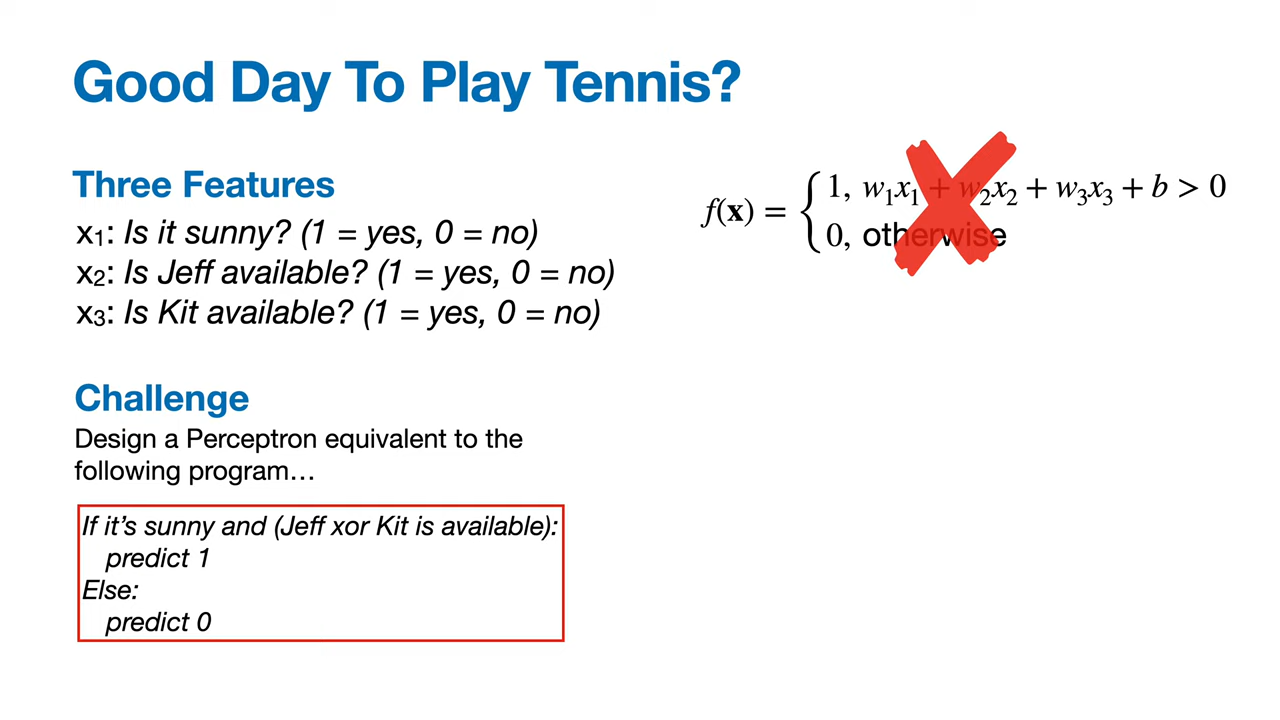 Good Day To Play Tennis?
Three Features
x₁: Is it sunny? (1 = yes, 0 = no)
x₂: Is Jeff available? (1 = yes, 0 = no)
x₃: Is Kit available? (1 = yes, 0 = no)
f(x) = { 1, w₁x₁ + w₂x₂ + w₃x₃ + b > 0
0, otherwise
Challenge
Design a Perceptron equivalent to the
following program…
If it's sunny and (Jeff xor Kit is available):
predict 1
Else:
predict 0